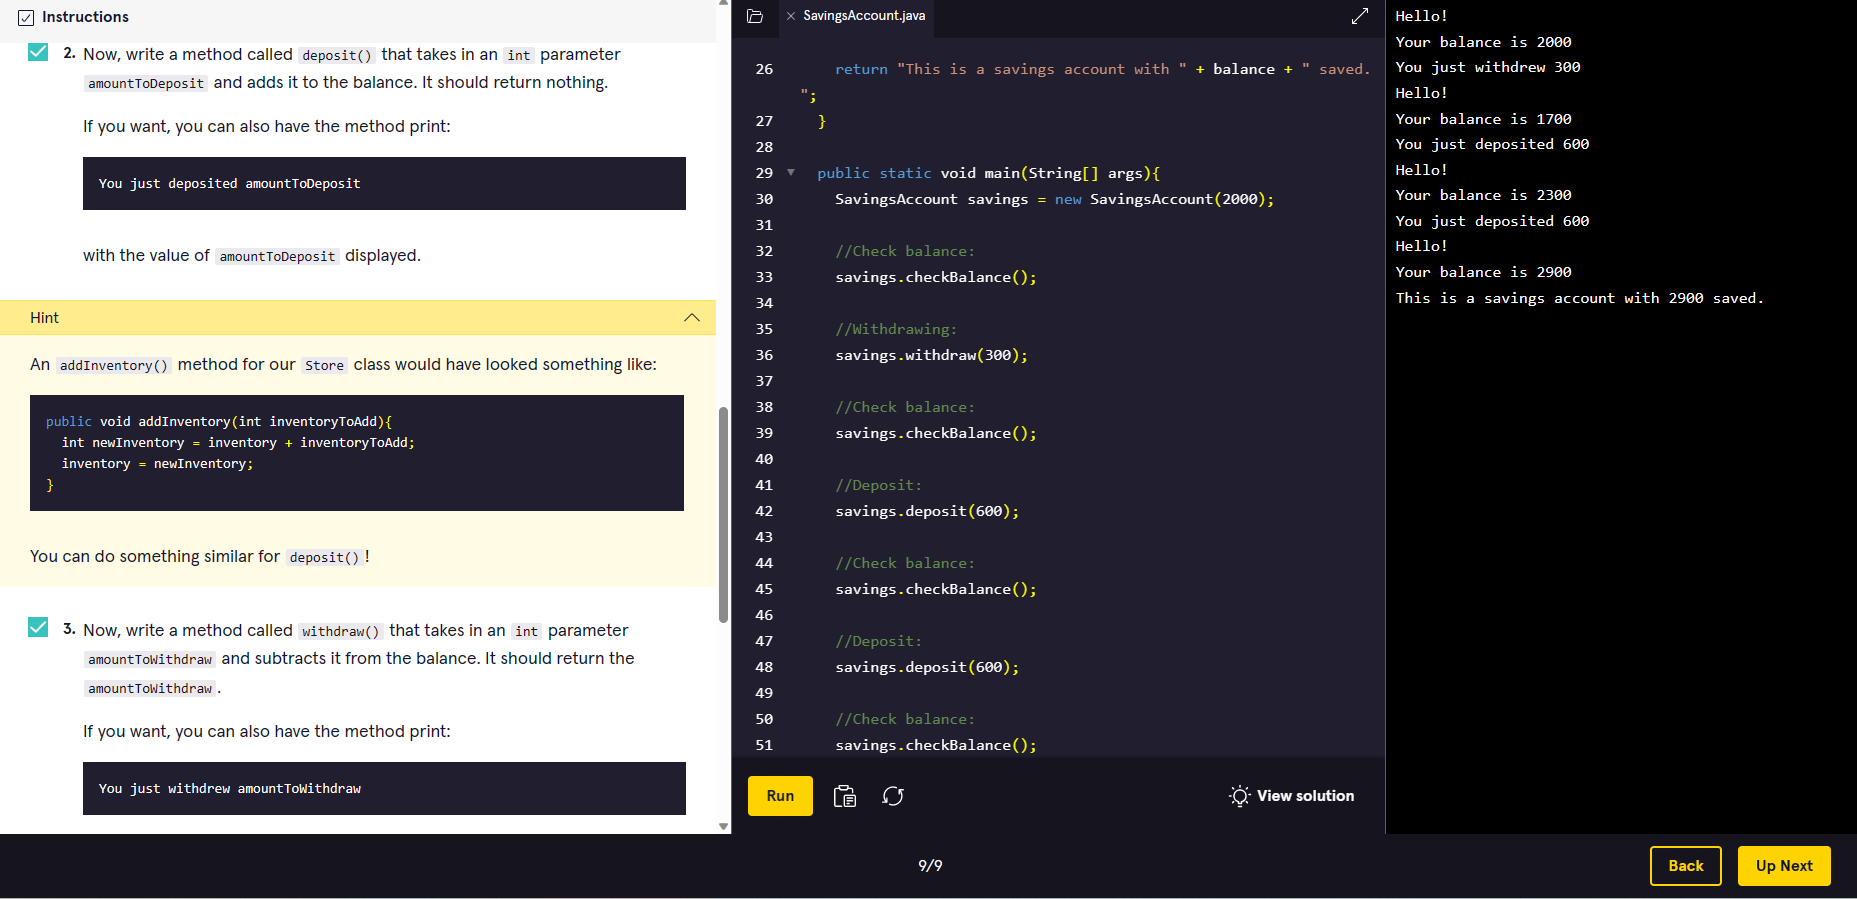 Instructions
2. Now, write a method called deposit() that takes in an int parameter
amountToDeposit and adds it to the balance. It should return nothing.
If you want, you can also have the method print:
You just deposited amountToDeposit
with the value of amountToDeposit displayed.
Hint
An addInventory() method for our Store class would have looked something like:
public void addInventory(int inventoryToAdd){
int newInventory = inventory + inventoryToAdd;
inventory = newInventory;
}
You can do something similar for deposit()!
3. Now, write a method called withdraw() that takes in an int parameter
amountToWithdraw and subtracts it from the balance. It should return the
amountToWithdraw.
If you want, you can also have the method print:
You just withdrew amountToWithdraw
SavingsAccount.java
26 return "This is a savings account with " + balance + " saved.
";
27 }
28
29 public static void main(String[] args){
30 SavingsAccount savings = new SavingsAccount(2000);
31
32 //Check balance:
33 savings.checkBalance();
34
35 //Withdrawing:
36 savings.withdraw(300);
37
38 //Check balance:
39 savings.checkBalance();
40
41 //Deposit:
42 savings.deposit(600);
43
44 //Check balance:
45 savings.checkBalance();
46
47 //Deposit:
48 savings.deposit(600);
49
50 //Check balance:
51 savings.checkBalance();
Run
View solution
Hello!
Your balance is 2000
You just withdrew 300
Hello!
Your balance is 1700
You just deposited 600
Hello!
Your balance is 2300
You just deposited 600
Hello!
Your balance is 2900
This is a savings account with 2900 saved.
9/9
Back
Up Next